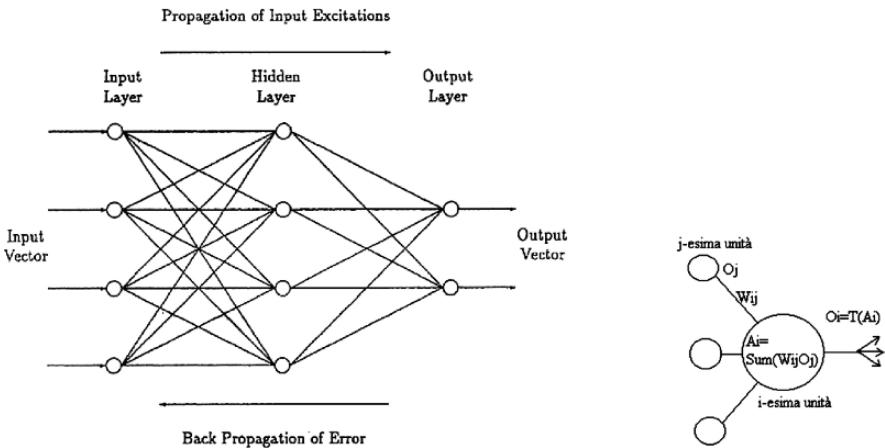 Propagation of Input Excitations
Input
Layer
Hidden
Layer
Output
Layer
Input
Vector
Output
Vector
Back Propagation of Error
j-esima unità
Oj
Wij
Ai=
Sum(WijOj)
Oi=T(Ai)
i-esima unità